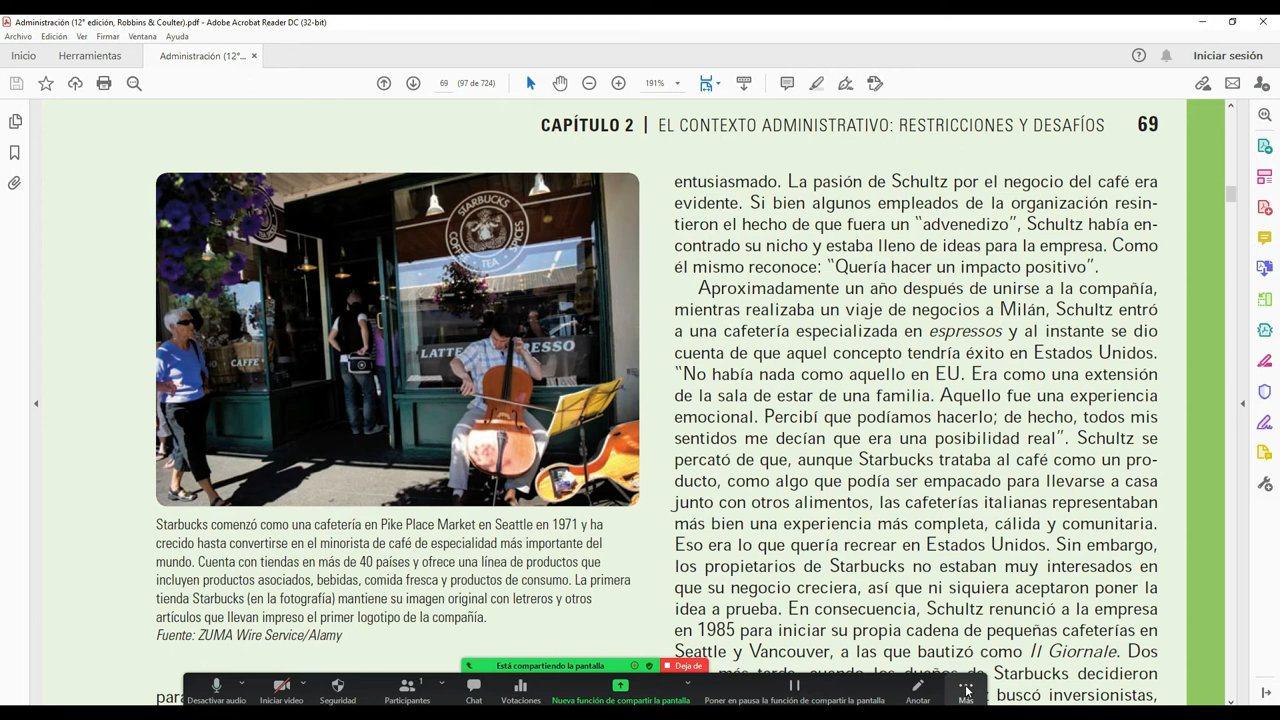 Administración (12° edición, Robbins & Coulter).pdf - Adobe Acrobat Reader DC (32-bit)
Archivo Edición Ver Firmar Ventana Ayuda
Inicio Herramientas Administración (12°... × Iniciar sesión
69 (97 de 724) 191%
CAPÍTULO 2 | EL CONTEXTO ADMINISTRATIVO: RESTRICCIONES Y DESAFÍOS 69
STARBUCKS
COFFEE TEA SPICES
CAFFÈ
LATTE ESPRESSO
Starbucks comenzó como una cafetería en Pike Place Market en Seattle en 1971 y ha
crecido hasta convertirse en el minorista de café de especialidad más importante del
mundo. Cuenta con tiendas en más de 40 países y ofrece una línea de productos que
incluyen productos asociados, bebidas, comida fresca y productos de consumo. La primera
tienda Starbucks (en la fotografía) mantiene su imagen original con letreros y otros
artículos que llevan impreso el primer logotipo de la compañía.
Fuente: ZUMA Wire Service/Alamy
entusiasmado. La pasión de Schultz por el negocio del café era
evidente. Si bien algunos empleados de la organización resin-
tieron el hecho de que fuera un “advenedizo”, Schultz había en-
contrado su nicho y estaba lleno de ideas para la empresa. Como
él mismo reconoce: “Quería hacer un impacto positivo”.
Aproximadamente un año después de unirse a la compañía,
mientras realizaba un viaje de negocios a Milán, Schultz entró
a una cafetería especializada en espressos y al instante se dio
cuenta de que aquel concepto tendría éxito en Estados Unidos.
“No había nada como aquello en EU. Era como una extensión
de la sala de estar de una familia. Aquello fue una experiencia
emocional. Percibí que podíamos hacerlo; de hecho, todos mis
sentidos me decían que era una posibilidad real”. Schultz se
percató de que, aunque Starbucks trataba al café como un pro-
ducto, como algo que podía ser empacado para llevarse a casa
junto con otros alimentos, las cafeterías italianas representaban
más bien una experiencia más completa, cálida y comunitaria.
Eso era lo que quería recrear en Estados Unidos. Sin embargo,
los propietarios de Starbucks no estaban muy interesados en
que su negocio creciera, así que ni siquiera aceptaron poner la
idea a prueba. En consecuencia, Schultz renunció a la empresa
en 1985 para iniciar su propia cadena de pequeñas cafeterías en
Seattle y Vancouver, a las que bautizó como Il Giornale. Dos
más tarde, cuando los dueños de Starbucks decidieron
buscó inversionistas,
Está compartiendo la pantalla Deja de
Desactivar audio Iniciar video Seguridad Participantes 1 Chat Votaciones Nueva función de compartir la pantalla Poner en pausa la función de compartir la pantalla Anotar Más